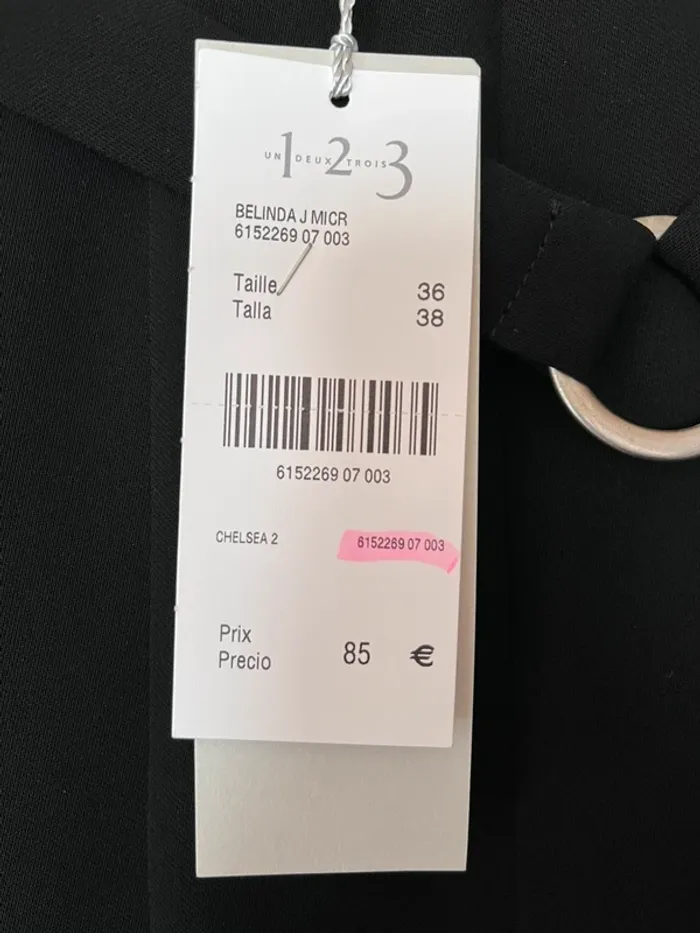 UN 1 DEUX 2 TROIS 3
BELINDA J MICR
6152269 07 003
Taille 36
Talla 38
6152269 07 003
CHELSEA 2 6152269 07 003
Prix
Precio 85 €